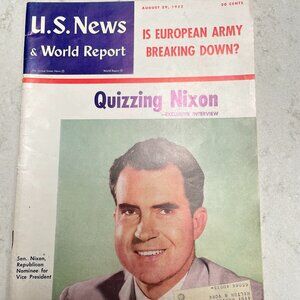 AUGUST 29, 1952
20 CENTS
U.S. News
& World Report
IS EUROPEAN ARMY
BREAKING DOWN?
Quizzing Nixon
—EXCLUSIVE INTERVIEW
Sen. Nixon,
Republican
Nominee for
Vice President